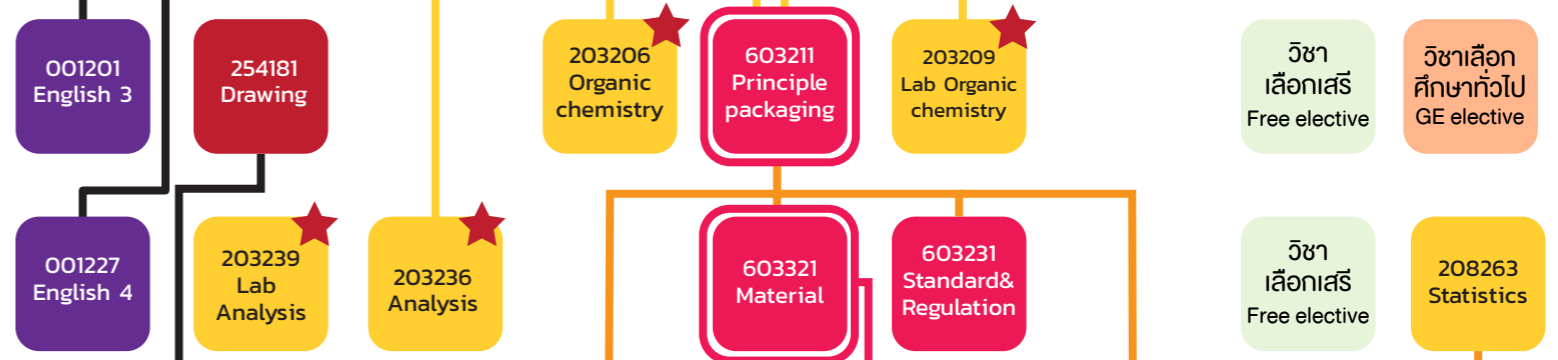 001201
English 3
254181
Drawing
203206
Organic
chemistry
603211
Principle
packaging
203209
Lab Organic
chemistry
วิชา
เลือกเสรี
Free elective
วิชาเลือก
ศึกษาทั่วไป
GE elective
001227
English 4
203239
Lab
Analysis
203236
Analysis
603321
Material
603231
Standard&
Regulation
วิชา
เลือกเสรี
Free elective
208263
Statistics